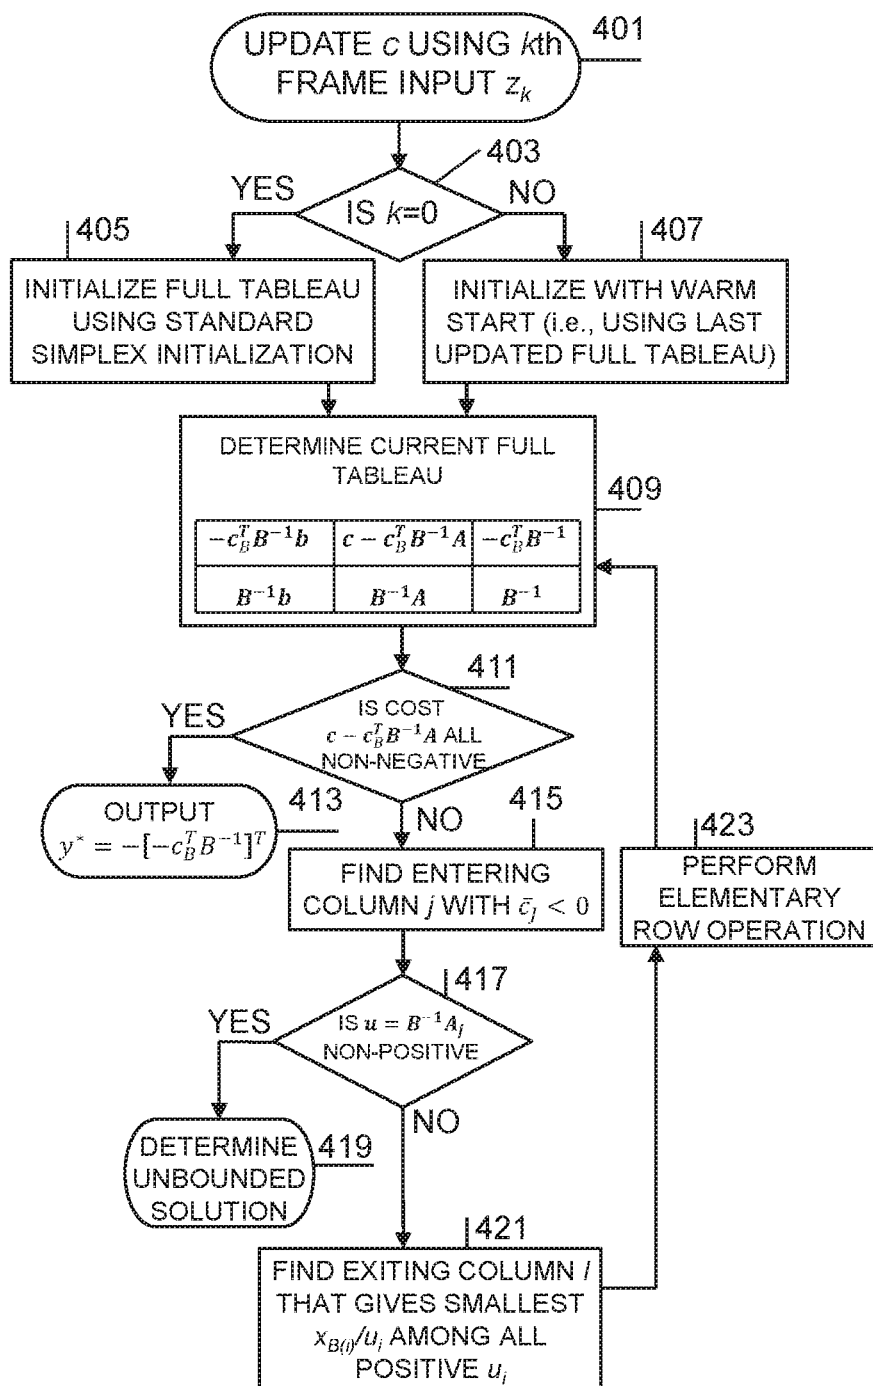 UPDATE c USING kth
FRAME INPUT z_k
401
403
YES
NO
IS k=0
405
407
INITIALIZE FULL TABLEAU
USING STANDARD
SIMPLEX INITIALIZATION
INITIALIZE WITH WARM
START (i.e., USING LAST
UPDATED FULL TABLEAU)
DETERMINE CURRENT FULL
TABLEAU
409
−c_B^T B^{−1} b
c − c_B^T B^{−1} A
−c_B^T B^{−1}
B^{−1} b
B^{−1} A
B^{−1}
411
YES
IS COST
c − c_B^T B^{−1} A ALL
NON-NEGATIVE
413
OUTPUT
y* = −[−c_B^T B^{−1}]^T
NO
415
FIND ENTERING
COLUMN j WITH c̄_j < 0
423
PERFORM
ELEMENTARY
ROW OPERATION
417
YES
IS u = B^{−1} A_j
NON-POSITIVE
NO
419
DETERMINE
UNBOUNDED
SOLUTION
421
FIND EXITING COLUMN l
THAT GIVES SMALLEST
x_{B(i)}/u_i AMONG ALL
POSITIVE u_i